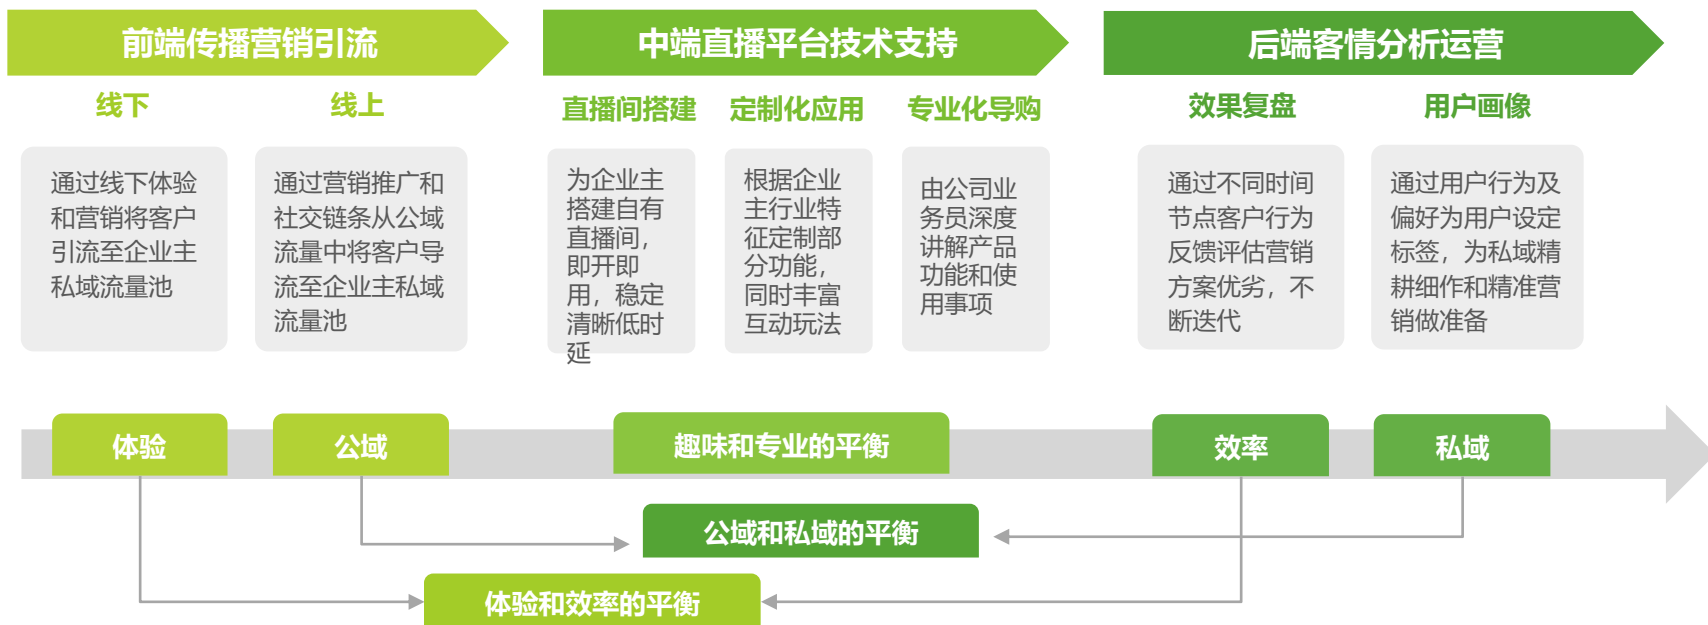 前端传播营销引流
中端直播平台技术支持
后端客情分析运营
线下
线上
直播间搭建
定制化应用
专业化导购
效果复盘
用户画像
通过线下体验
和营销将客户
引流至企业主
私域流量池
通过营销推广和
社交链条从公域
流量中将客户导
流至企业主私域
流量池
为企业主
搭建自有
直播间，
即开即
用，稳定
清晰低时
延
根据企业
主行业特
征定制部
分功能，
同时丰富
互动玩法
由公司业
务员深度
讲解产品
功能和使
用事项
通过不同时间
节点客户行为
反馈评估营销
方案优劣，不
断迭代
通过用户行为及
偏好为用户设定
标签，为私域精
耕细作和精准营
销做准备
体验
公域
趣味和专业的平衡
效率
私域
公域和私域的平衡
体验和效率的平衡